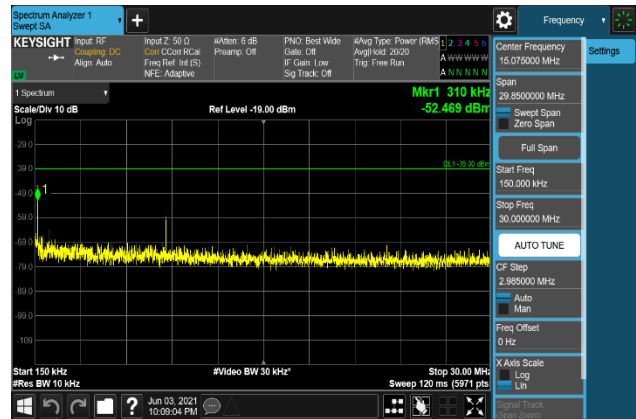 Spectrum Analyzer 1
Swept SA
Frequency
KEYSIGHT
Input: RF
Coupling: DC
Align: Auto
Input Z: 50 Ω
Corr CCorr RCal
Freq Ref: Int (S)
NFE: Adaptive
#Atten: 6 dB
Preamp: Off
PNO: Best Wide
Gate: Off
IF Gain: Low
Sig Track: Off
#Avg Type: Power (RMS
Avg|Hold: 20/20
Trig: Free Run
1 2 3 4 5 6
A WW WW W
A N N N N N
LW
1 Spectrum
Scale/Div 10 dB
Ref Level -19.00 dBm
Mkr1 310 kHz
-52.469 dBm
Log
DL1 -39.00 dBm
1
-29.0
-39.0
-49.0
-59.0
-69.0
-79.0
-89.0
-99.0
-109
Start 150 kHz
#Video BW 30 kHz*
Stop 30.00 MHz
#Res BW 10 kHz
Sweep 120 ms (5971 pts
?
Jun 03, 2021
10:09:04 PM
Center Frequency
15.075000 MHz
Settings
Span
29.8500000 MHz
Swept Span
Zero Span
Full Span
Start Freq
150.000 kHz
Stop Freq
30.000000 MHz
AUTO TUNE
CF Step
2.985000 MHz
Auto
Man
Freq Offset
0 Hz
X Axis Scale
Log
Lin
Signal Track
(Span Zoom)